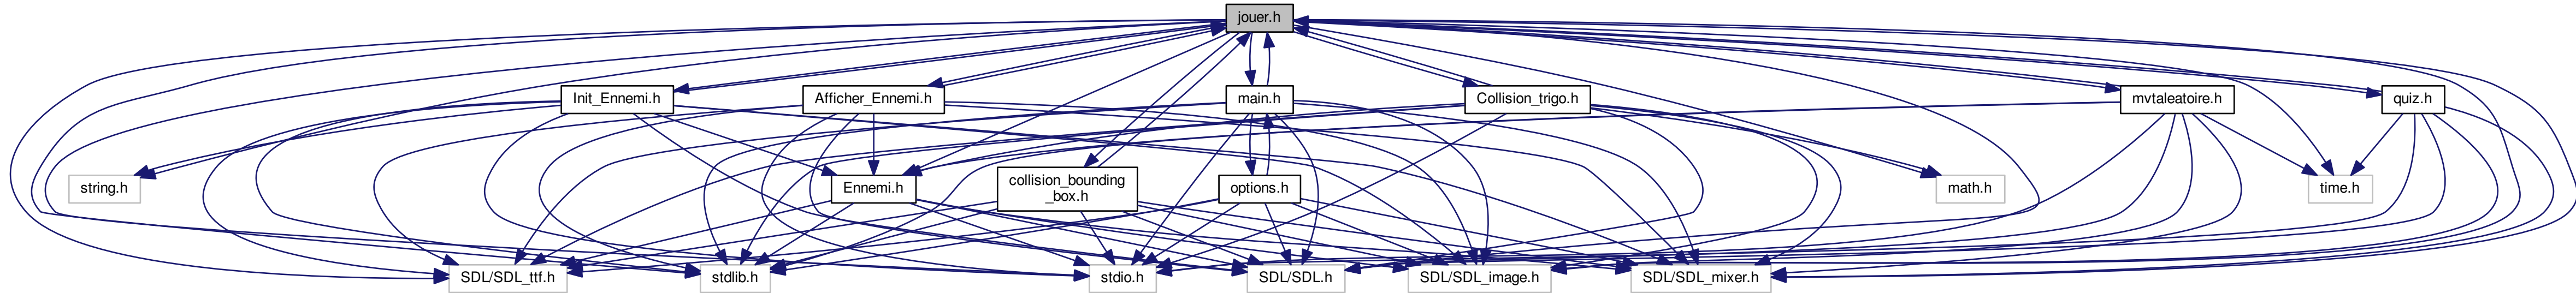 jouer.h
Init_Ennemi.h
Afficher_Ennemi.h
main.h
Collision_trigo.h
mvtaleatoire.h
quiz.h
string.h
Ennemi.h
collision_bounding
_box.h
options.h
math.h
time.h
SDL/SDL_ttf.h
stdlib.h
stdio.h
SDL/SDL.h
SDL/SDL_image.h
SDL/SDL_mixer.h